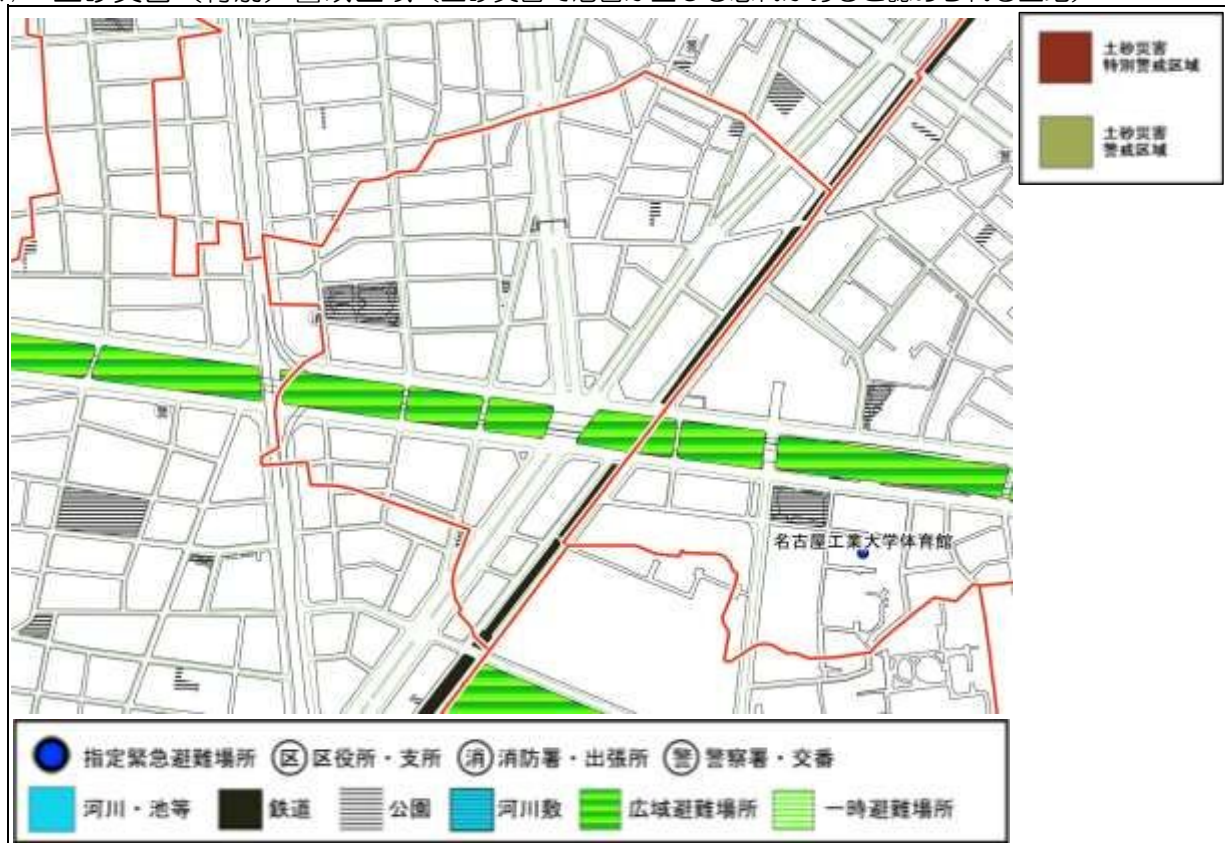 土砂災害
特別警戒区域
土砂災害
警戒区域
名古屋工業大学体育館
指定緊急避難場所 区 区役所・支所 消 消防署・出張所 警 警察署・交番
河川・池等 鉄道 公園 河川敷 広域避難場所 一時避難場所